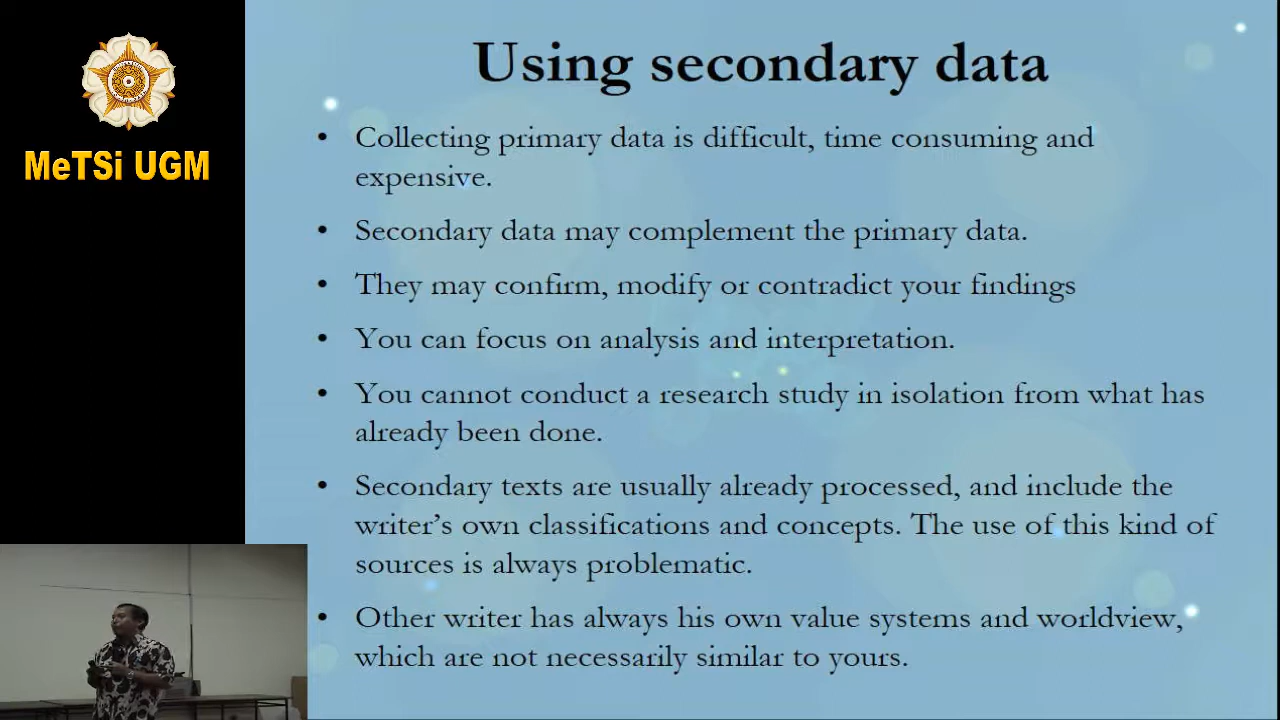 MeTSi UGM
Using secondary data
• Collecting primary data is difficult, time consuming and
expensive.
• Secondary data may complement the primary data.
• They may confirm, modify or contradict your findings
• You can focus on analysis and interpretation.
• You cannot conduct a research study in isolation from what has
already been done.
• Secondary texts are usually already processed, and include the
writer’s own classifications and concepts. The use of this kind of
sources is always problematic.
• Other writer has always his own value systems and worldview,
which are not necessarily similar to yours.